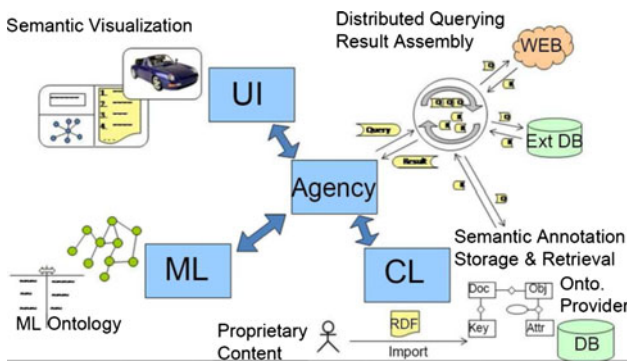 Semantic Visualization
Distributed Querying
Result Assembly
WEB
UI
Query
Result
Ext DB
Agency
ML
CL
Semantic Annotation
Storage & Retrieval
ML Ontology
Proprietary
Content
RDF
Import
Doc
Obj
Key
Attr
Onto.
Provider
DB